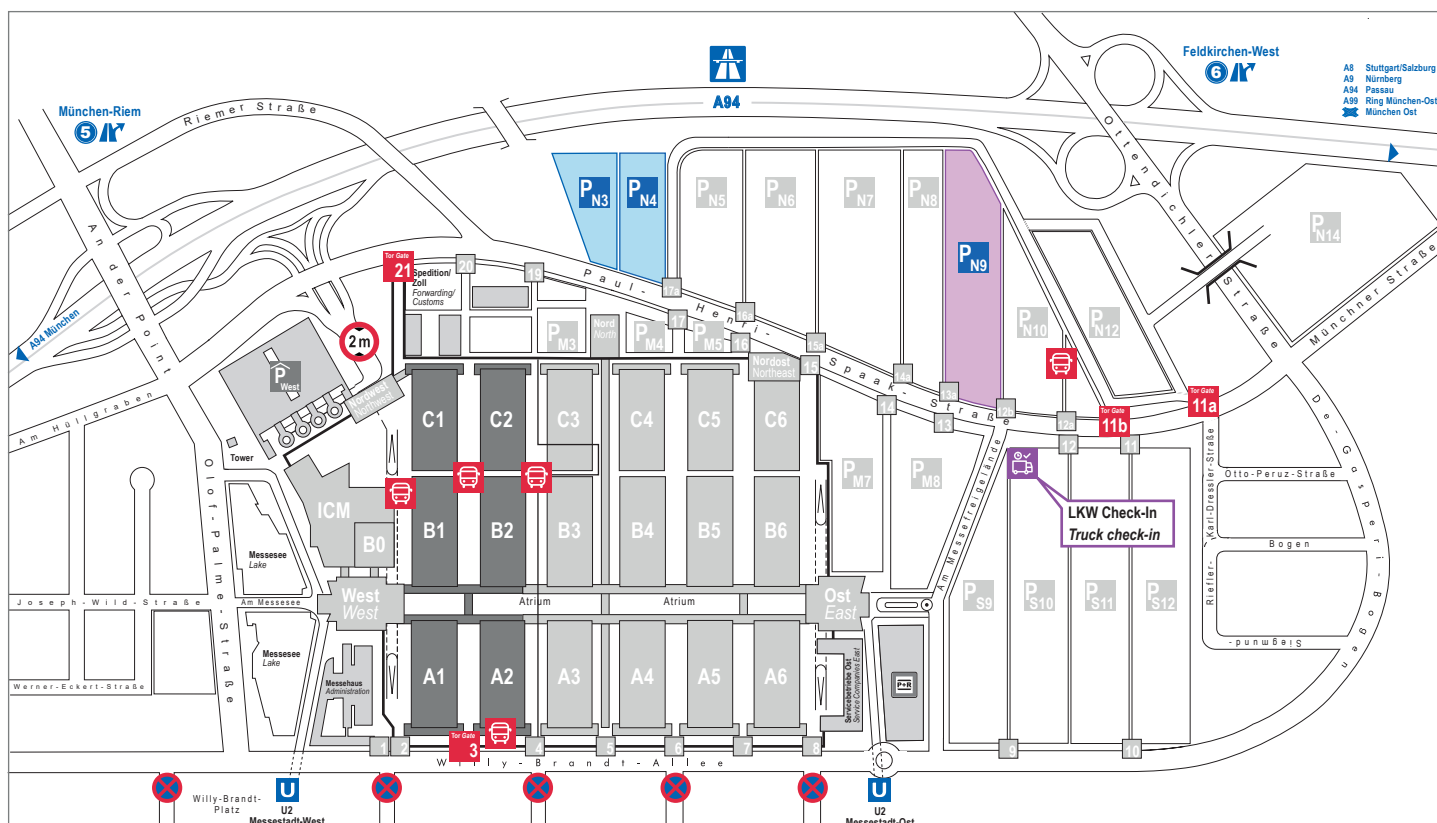 Feldkirchen-West
6
A8 Stuttgart/Salzburg
A9 Nürnberg
A94 Passau
A99 Ring München-Ost
München Ost
A94
München-Riem
5
Riemer Straße
Ottendichler Straße
An der Point
A94 München
P N3
P N4
P N5
P N6
P N7
P N8
P N9
P N10
P N12
P N14
Münchner Straße
Tor Gate
21
Spedition/
Zoll
Forwarding/
Customs
20
19
Paul-Henri-Spaak-Straße
17a
16a
15a
14a
13a
12b
12a
Tor Gate
11b
Tor Gate
11a
17
16
15
14
13
12
11
P M3
Nord
North
P M4
P M5
Nordost
Northeast
2 m
P West
Nordwest
Northwest
Am Hüllgraben
Tower
C1
C2
C3
C4
C5
C6
P M7
P M8
Am Messefreigelände
LKW Check-In
Truck check-in
Karl-Dressler-Straße
Otto-Peruz-Straße
De-Gasperi-Bogen
Riefler-
Bogen
Siegmund-
Olof-Palme-Straße
ICM
B0
B1
B2
B3
B4
B5
B6
Messesee
Lake
Joseph-Wild-Straße
Am Messesee
West
West
Atrium
Atrium
Ost
East
P S9
P S10
P S11
P S12
Messesee
Lake
Werner-Eckert-Straße
Messehaus
Administration
A1
A2
A3
A4
A5
A6
Servicebetriebe Ost
Service Companies East
P+R
1
2
Tor Gate
3
4
5
6
7
8
9
10
Willy-Brandt-Allee
Willy-Brandt-
Platz
U
U2
Messestadt-West
U
U2
Messestadt-Ost